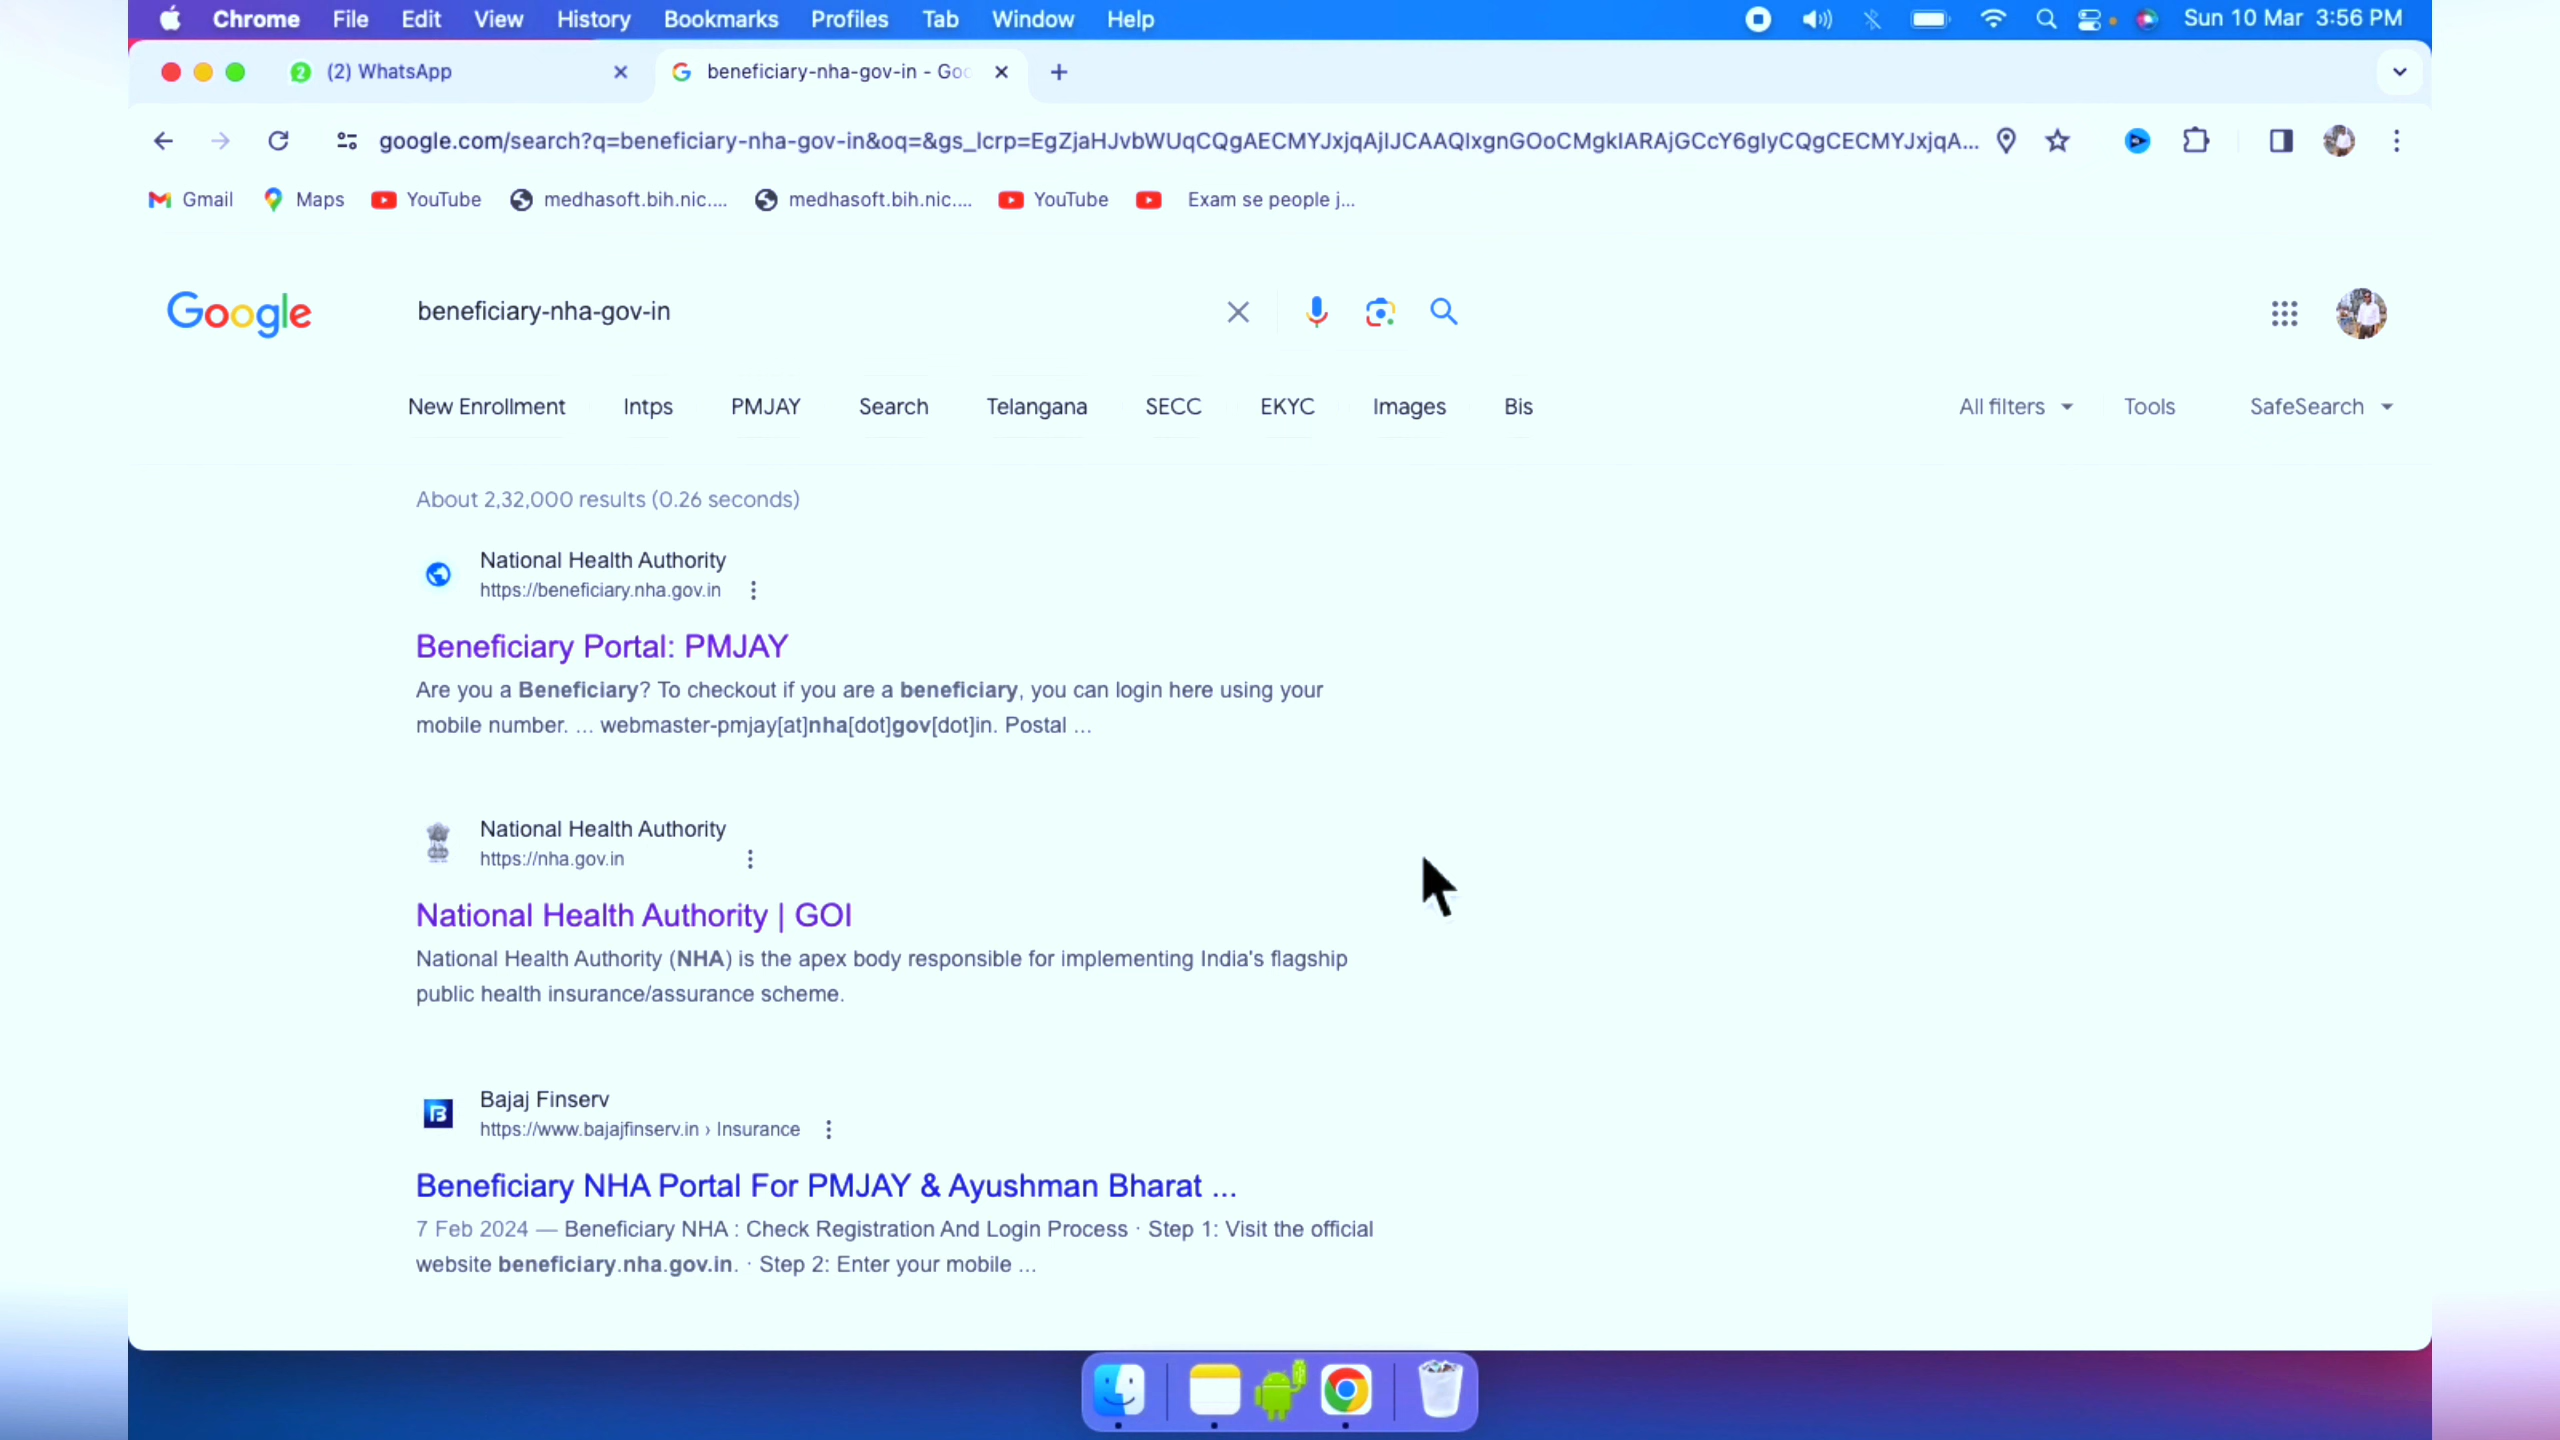 Chrome File Edit View History Bookmarks Profiles Tab Window Help Sun 10 Mar 3:56 PM
2 (2) WhatsApp beneficiary-nha-gov-in - Goo
google.com/search?q=beneficiary-nha-gov-in&oq=&gs_lcrp=EgZjaHJvbWUqCQgAECMYJxjqAjIJCAAQIxgnGOoCMgkIARAjGCcY6gIyCQgCECMYJxjqA...
Gmail Maps YouTube medhasoft.bih.nic.... medhasoft.bih.nic.... YouTube Exam se people j...
Google beneficiary-nha-gov-in
New Enrollment Intps PMJAY Search Telangana SECC EKYC Images Bis All filters Tools SafeSearch
About 2,32,000 results (0.26 seconds)
National Health Authority
https://beneficiary.nha.gov.in
Beneficiary Portal: PMJAY
Are you a Beneficiary? To checkout if you are a beneficiary, you can login here using your
mobile number. ... webmaster-pmjay[at]nha[dot]gov[dot]in. Postal ...
National Health Authority
https://nha.gov.in
National Health Authority | GOI
National Health Authority (NHA) is the apex body responsible for implementing India's flagship
public health insurance/assurance scheme.
Bajaj Finserv
https://www.bajajfinserv.in › Insurance
Beneficiary NHA Portal For PMJAY & Ayushman Bharat ...
7 Feb 2024 — Beneficiary NHA : Check Registration And Login Process · Step 1: Visit the official
website beneficiary.nha.gov.in. · Step 2: Enter your mobile ...